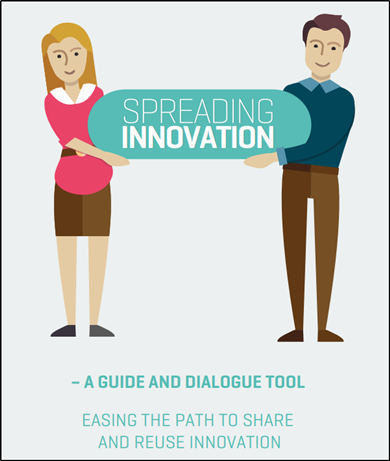 SPREADING
INNOVATION
– A GUIDE AND DIALOGUE TOOL
EASING THE PATH TO SHARE
AND REUSE INNOVATION